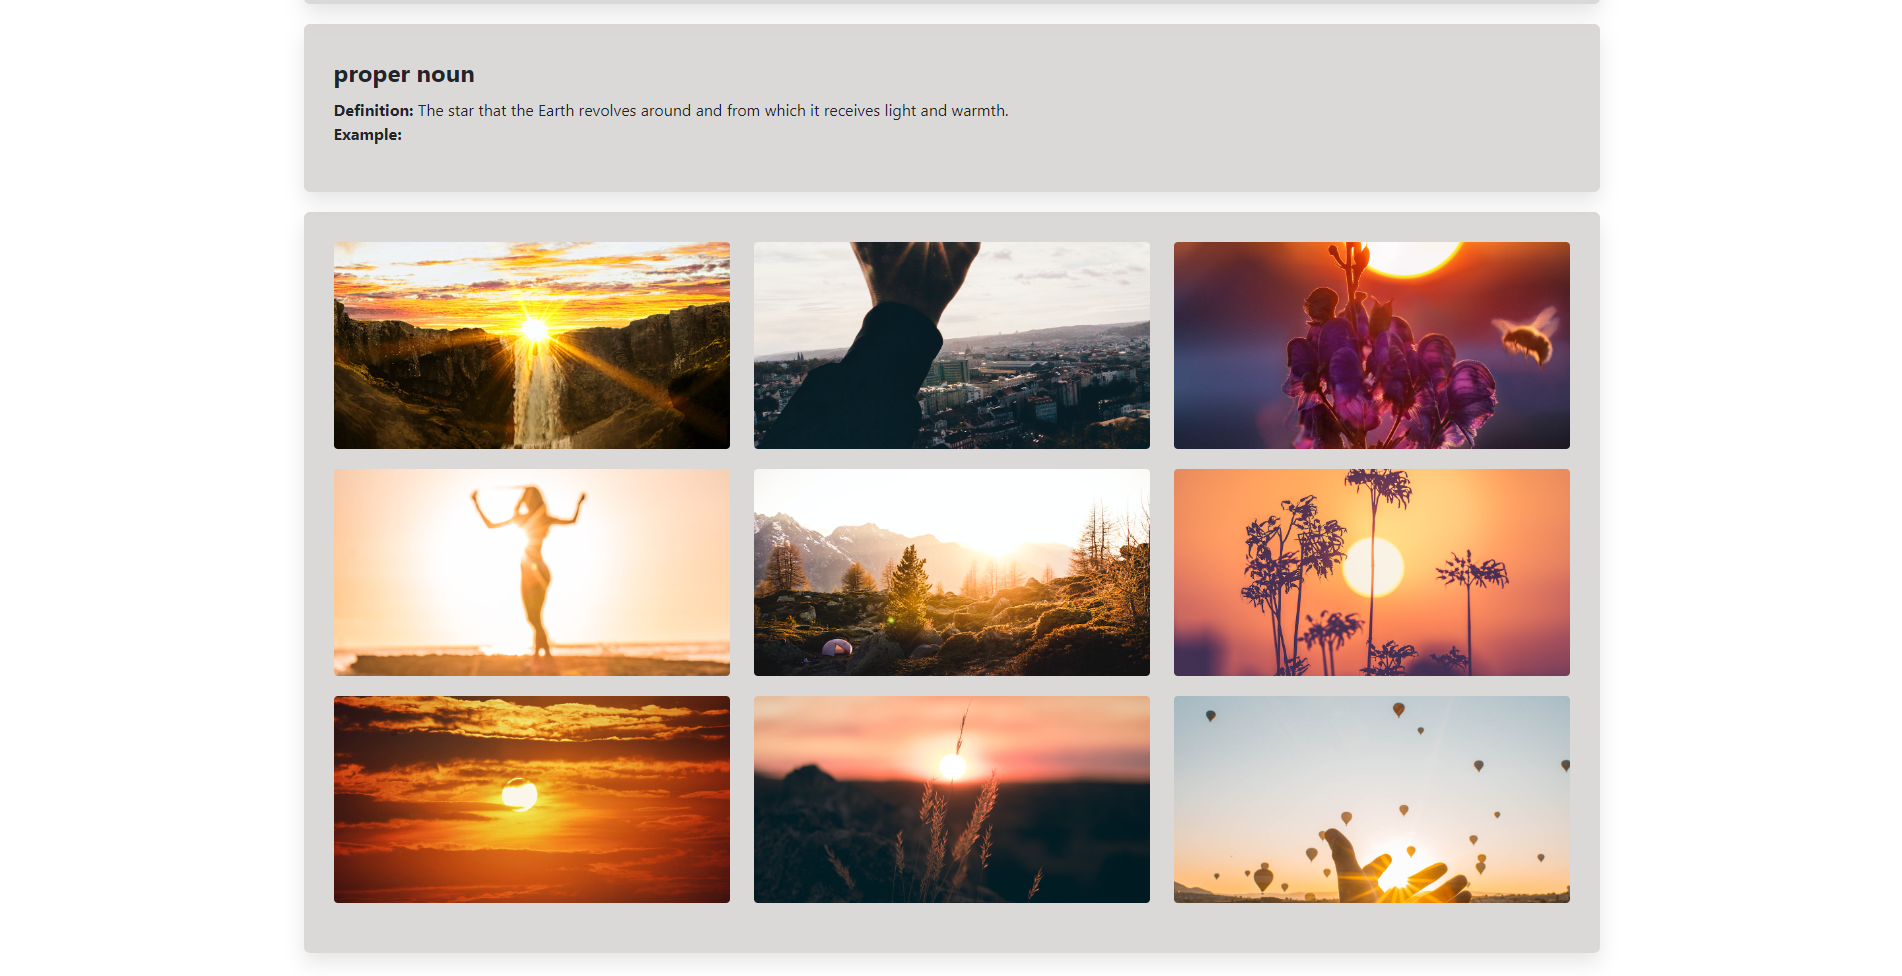 proper noun
Definition: The star that the Earth revolves around and from which it receives light and warmth.
Example: